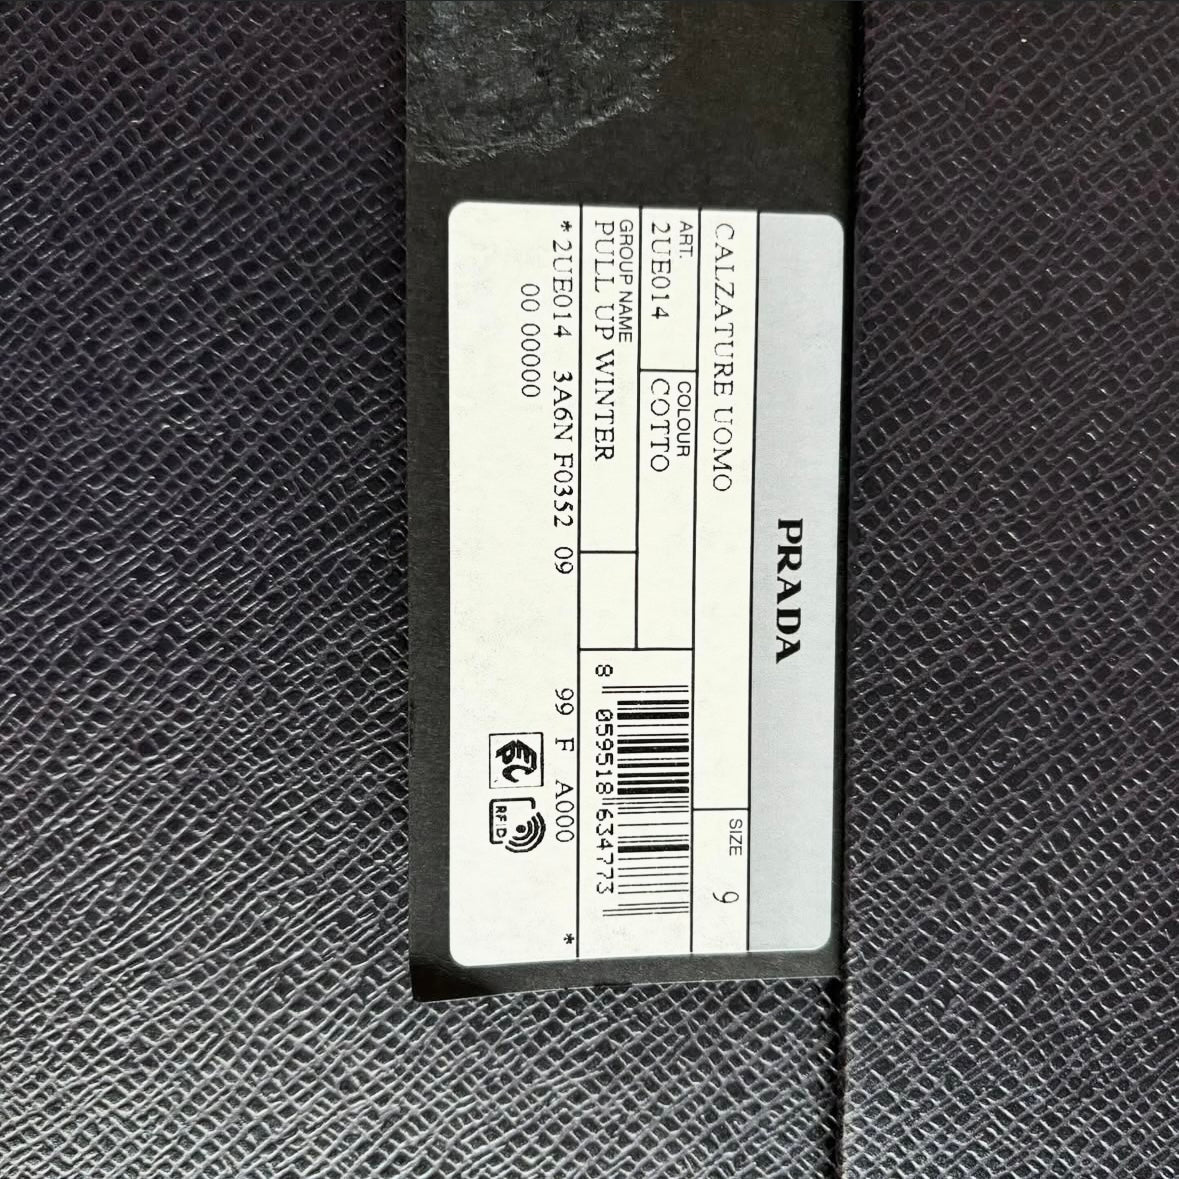 PRADA
CALZATURE UOMO
SIZE
9
ART.
2UE014
COLOUR
COTTO
GROUP NAME
PULL UP WINTER
8 059518 634773
* 2UE014 3A6N F0352 09 99 F A000 *
00 00000
EPC
RFID